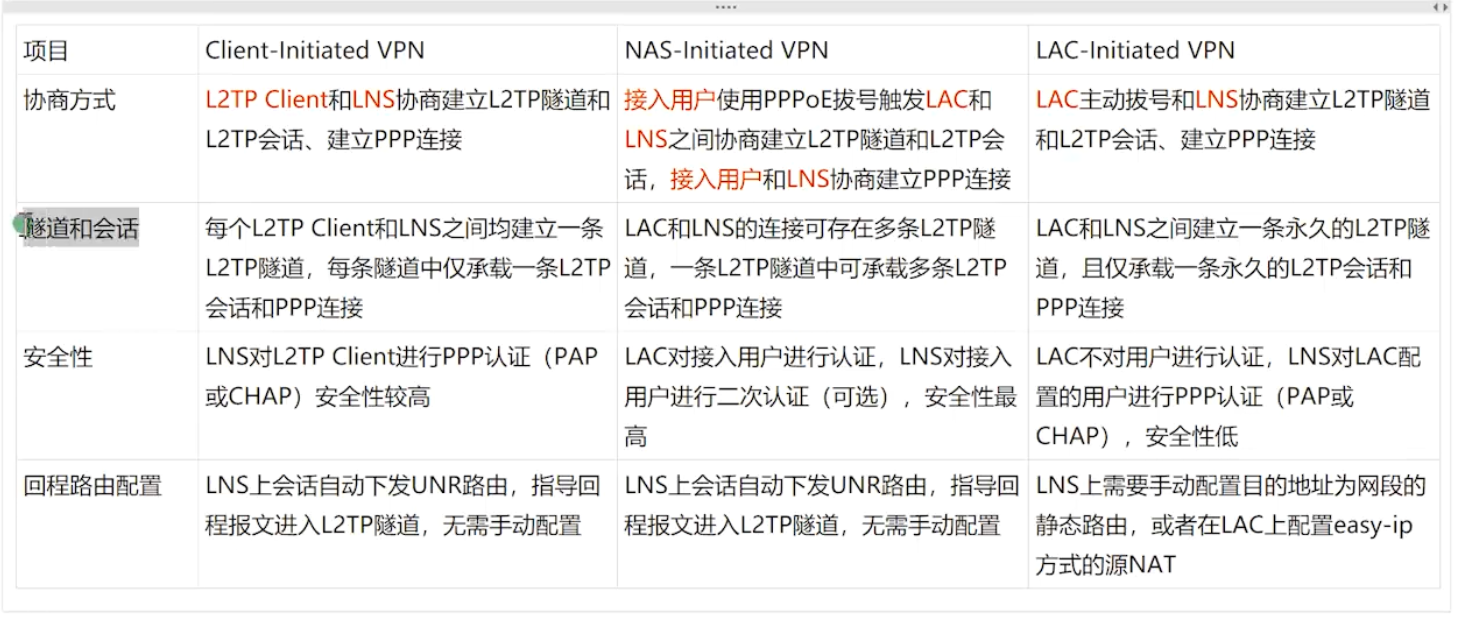 项目
Client-Initiated VPN
NAS-Initiated VPN
LAC-Initiated VPN
协商方式
L2TP Client和LNS协商建立L2TP隧道和
L2TP会话、建立PPP连接
接入用户使用PPPoE拔号触发LAC和
LNS之间协商建立L2TP隧道和L2TP会
话，接入用户和LNS协商建立PPP连接
LAC主动拔号和LNS协商建立L2TP隧道
和L2TP会话、建立PPP连接
隧道和会话
每个L2TP Client和LNS之间均建立一条
L2TP隧道，每条隧道中仅承载一条L2TP
会话和PPP连接
LAC和LNS的连接可存在多条L2TP隧
道，一条L2TP隧道中可承载多条L2TP
会话和PPP连接
LAC和LNS之间建立一条永久的L2TP隧
道，且仅承载一条永久的L2TP会话和
PPP连接
安全性
LNS对L2TP Client进行PPP认证（PAP
或CHAP）安全性较高
LAC对接入用户进行认证，LNS对接入
用户进行二次认证（可选），安全性最
高
LAC不对用户进行认证，LNS对LAC配
置的用户进行PPP认证（PAP或
CHAP），安全性低
回程路由配置
LNS上会话自动下发UNR路由，指导回
程报文进入L2TP隧道，无需手动配置
LNS上会话自动下发UNR路由，指导回
程报文进入L2TP隧道，无需手动配置
LNS上需要手动配置目的地址为网段的
静态路由，或者在LAC上配置easy-ip
方式的源NAT